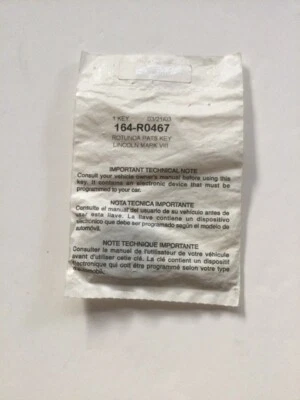 1 KEY 03/21/03
164-R0467
ROTUNDA PATS KEY
LINCOLN MARK VIII
IMPORTANT TECHNICAL NOTE
Consult your vehicle owner's manual before using this
key. It contains an electronic device that must be
programmed to your car.
NOTA TECNICA IMPORTANTE
Consulte el manual del usuario de su vehículo antes de
usar esta llave. La llave contiene un dispositivo
electrónico que debe ser programado según el modelo de
automóvil.
NOTE TECHNIQUE IMPORTANTE
Consulter le manuel de l'utilisateur de votre véhicule
avant d'utiliser cette clé. La clé contient un dispositif
électronique qui doit être programmé selon votre type